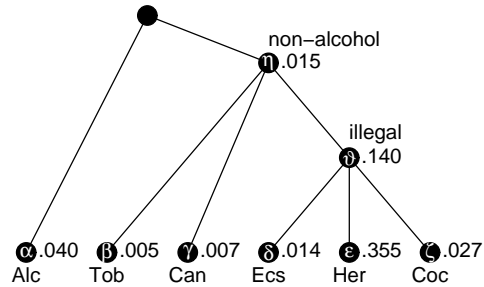 non−alcohol
η .015
illegal
ϑ .140
α .040 β .005 γ .007 δ .014 ε .355 ζ .027
Alc Tob Can Ecs Her Coc